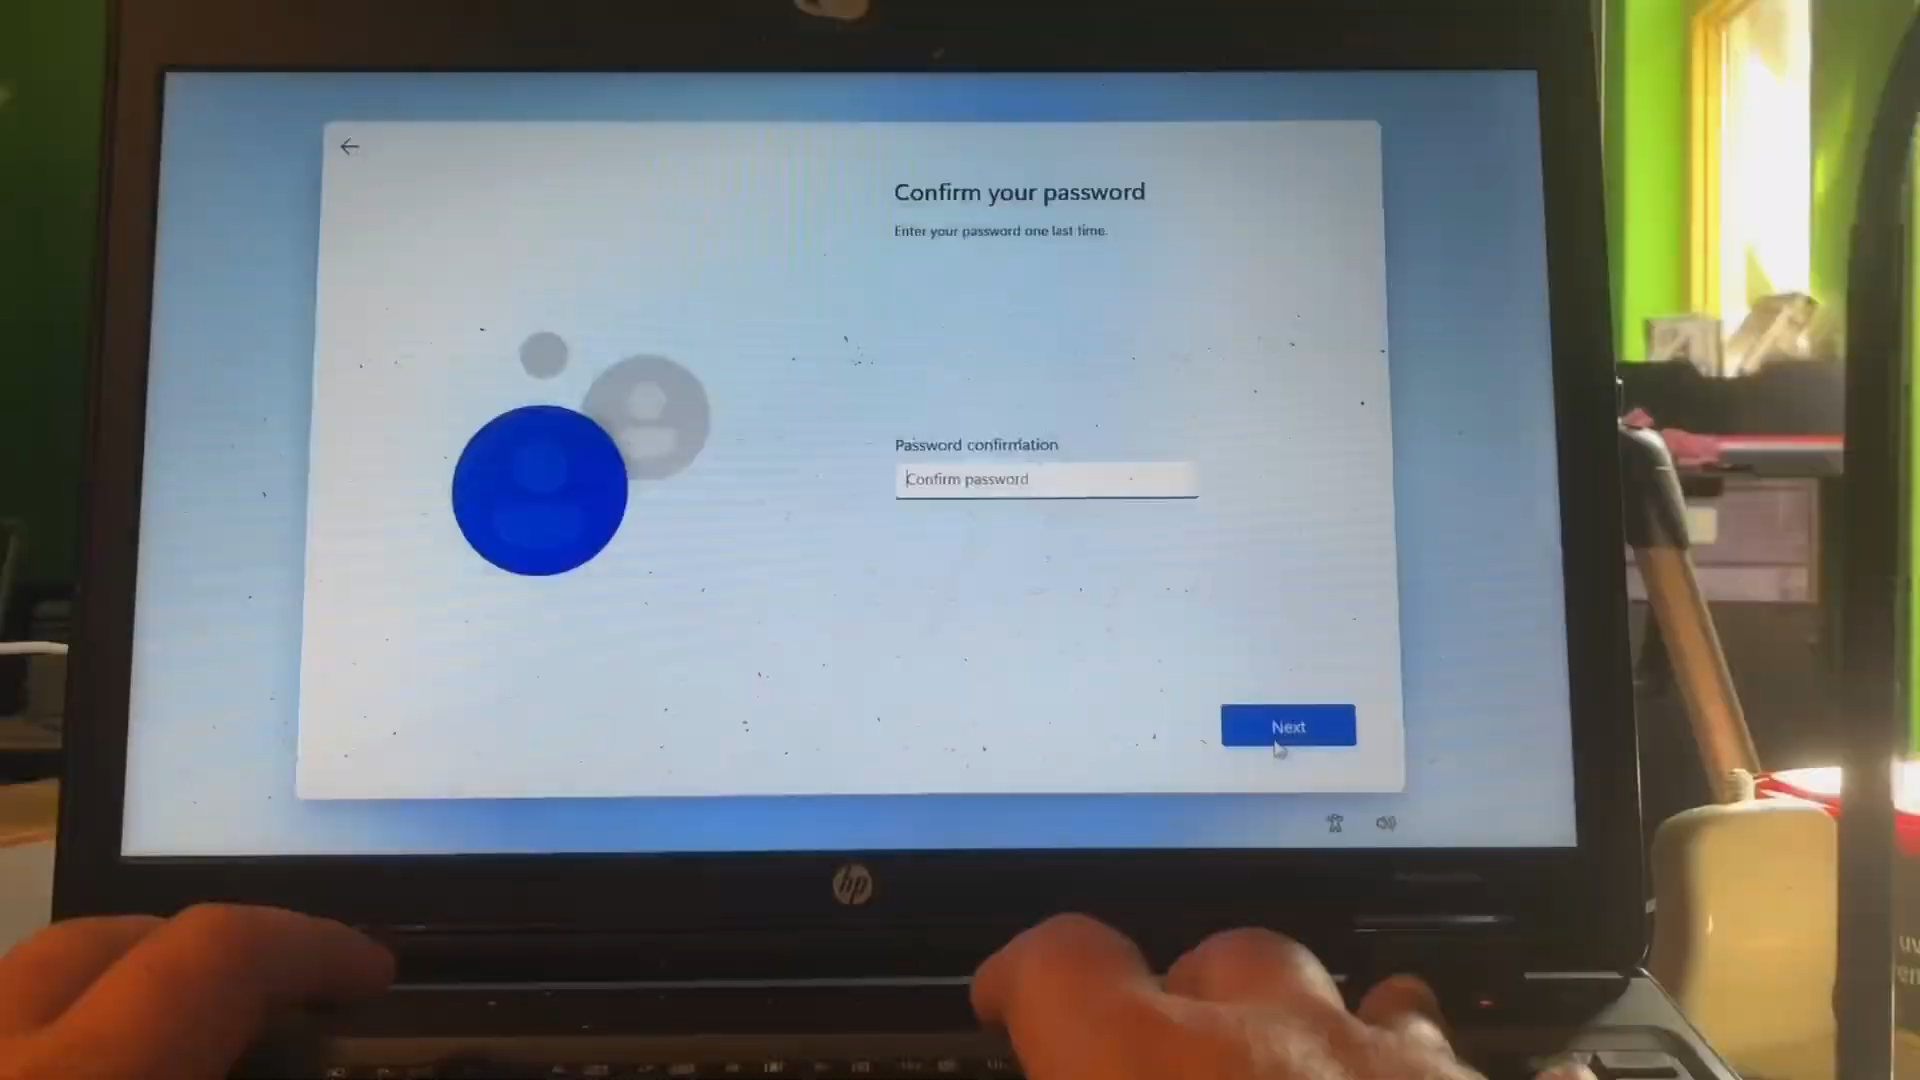 Confirm your password
Enter your password one last time.
Password confirmation
Confirm password
Next
hp